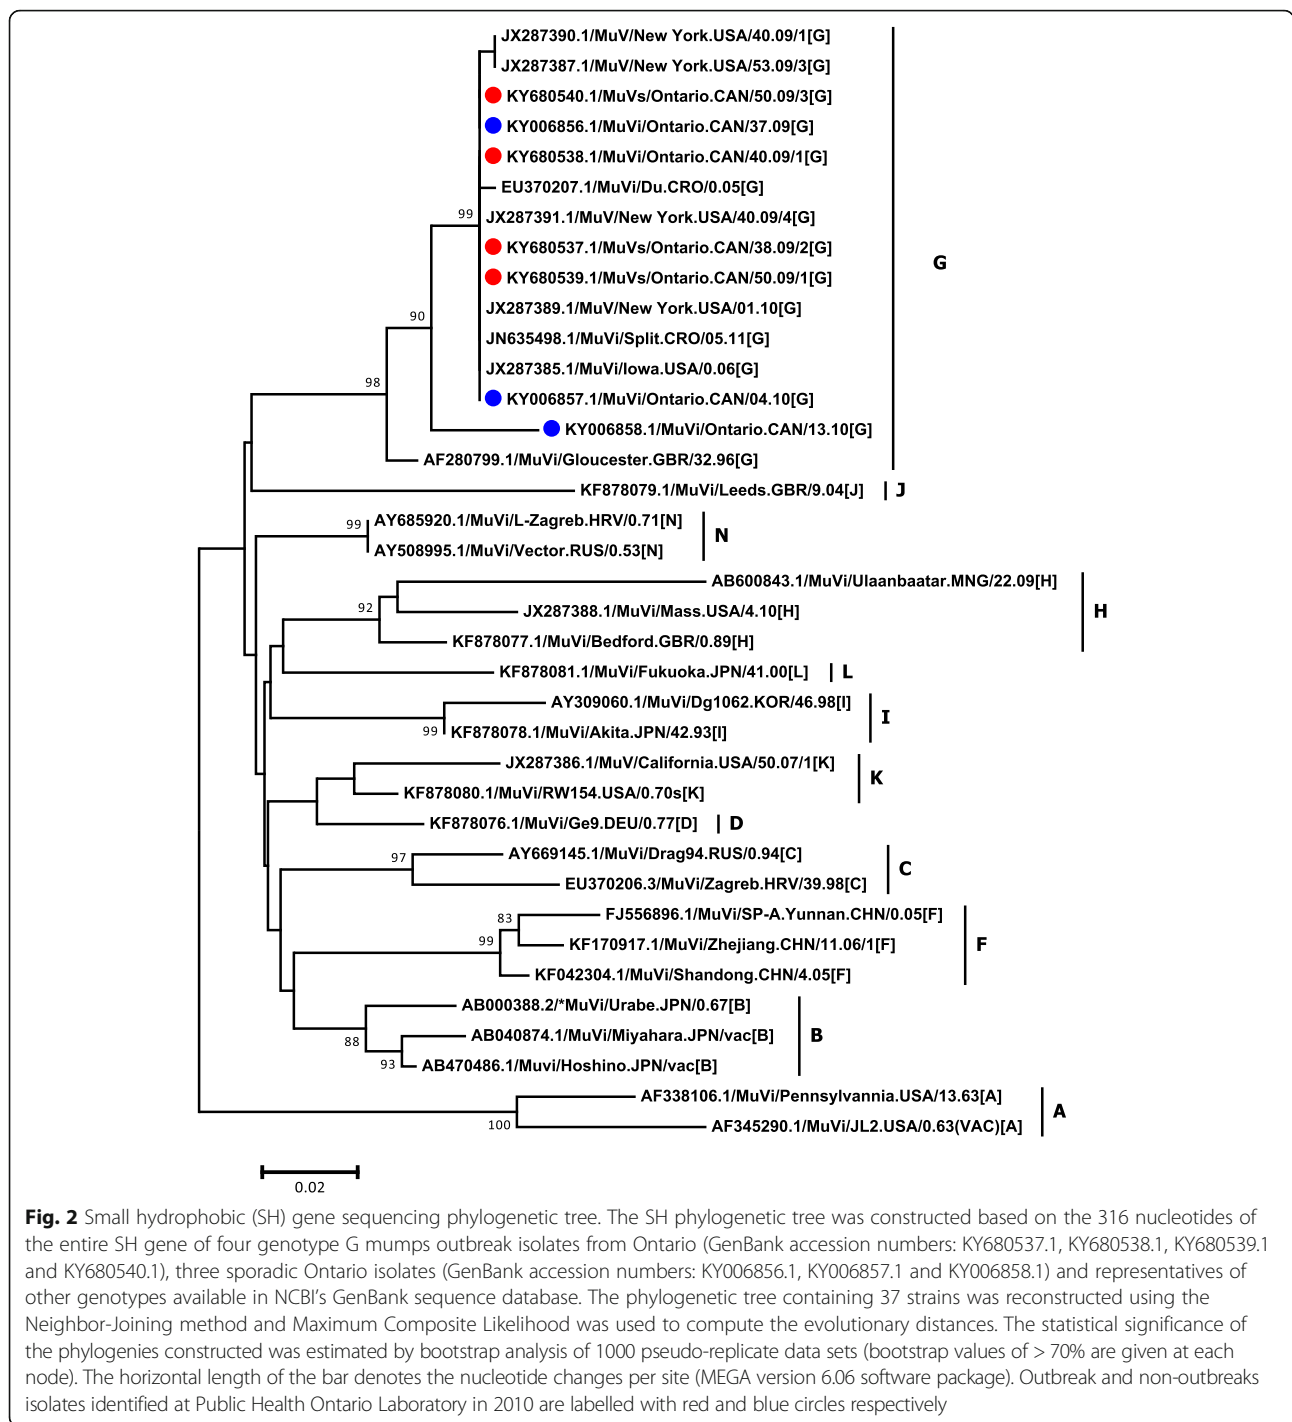 JX287390.1/MuV/New York.USA/40.09/1[G]
JX287387.1/MuV/New York.USA/53.09/3[G]
KY680540.1/MuVs/Ontario.CAN/50.09/3[G]
KY006856.1/MuVi/Ontario.CAN/37.09[G]
KY680538.1/MuVi/Ontario.CAN/40.09/1[G]
EU370207.1/MuVi/Du.CRO/0.05[G]
99
JX287391.1/MuV/New York.USA/40.09/4[G]
KY680537.1/MuVs/Ontario.CAN/38.09/2[G]
G
KY680539.1/MuVs/Ontario.CAN/50.09/1[G]
JX287389.1/MuV/New York.USA/01.10[G]
90
JN635498.1/MuVi/Split.CRO/05.11[G]
JX287385.1/MuVi/Iowa.USA/0.06[G]
98
KY006857.1/MuVi/Ontario.CAN/04.10[G]
KY006858.1/MuVi/Ontario.CAN/13.10[G]
AF280799.1/MuVi/Gloucester.GBR/32.96[G]
KF878079.1/MuVi/Leeds.GBR/9.04[J] J
99 AY685920.1/MuVi/L-Zagreb.HRV/0.71[N]
N
AY508995.1/MuVi/Vector.RUS/0.53[N]
AB600843.1/MuVi/Ulaanbaatar.MNG/22.09[H]
92 JX287388.1/MuVi/Mass.USA/4.10[H] H
KF878077.1/MuVi/Bedford.GBR/0.89[H]
KF878081.1/MuVi/Fukuoka.JPN/41.00[L] L
AY309060.1/MuVi/Dg1062.KOR/46.98[I]
I
99 KF878078.1/MuVi/Akita.JPN/42.93[I]
JX287386.1/MuV/California.USA/50.07/1[K]
K
KF878080.1/MuVi/RW154.USA/0.70s[K]
KF878076.1/MuVi/Ge9.DEU/0.77[D] D
97 AY669145.1/MuVi/Drag94.RUS/0.94[C]
C
EU370206.3/MuVi/Zagreb.HRV/39.98[C]
83 FJ556896.1/MuVi/SP-A.Yunnan.CHN/0.05[F]
99 KF170917.1/MuVi/Zhejiang.CHN/11.06/1[F] F
KF042304.1/MuVi/Shandong.CHN/4.05[F]
AB000388.2/*MuVi/Urabe.JPN/0.67[B]
88 AB040874.1/MuVi/Miyahara.JPN/vac[B] B
93 AB470486.1/Muvi/Hoshino.JPN/vac[B]
AF338106.1/MuVi/Pennsylvannia.USA/13.63[A]
A
100 AF345290.1/MuVi/JL2.USA/0.63(VAC)[A]
0.02
Fig. 2 Small hydrophobic (SH) gene sequencing phylogenetic tree. The SH phylogenetic tree was constructed based on the 316 nucleotides of
the entire SH gene of four genotype G mumps outbreak isolates from Ontario (GenBank accession numbers: KY680537.1, KY680538.1, KY680539.1
and KY680540.1), three sporadic Ontario isolates (GenBank accession numbers: KY006856.1, KY006857.1 and KY006858.1) and representatives of
other genotypes available in NCBI's GenBank sequence database. The phylogenetic tree containing 37 strains was reconstructed using the
Neighbor-Joining method and Maximum Composite Likelihood was used to compute the evolutionary distances. The statistical significance of
the phylogenies constructed was estimated by bootstrap analysis of 1000 pseudo-replicate data sets (bootstrap values of > 70% are given at each
node). The horizontal length of the bar denotes the nucleotide changes per site (MEGA version 6.06 software package). Outbreak and non-outbreaks
isolates identified at Public Health Ontario Laboratory in 2010 are labelled with red and blue circles respectively